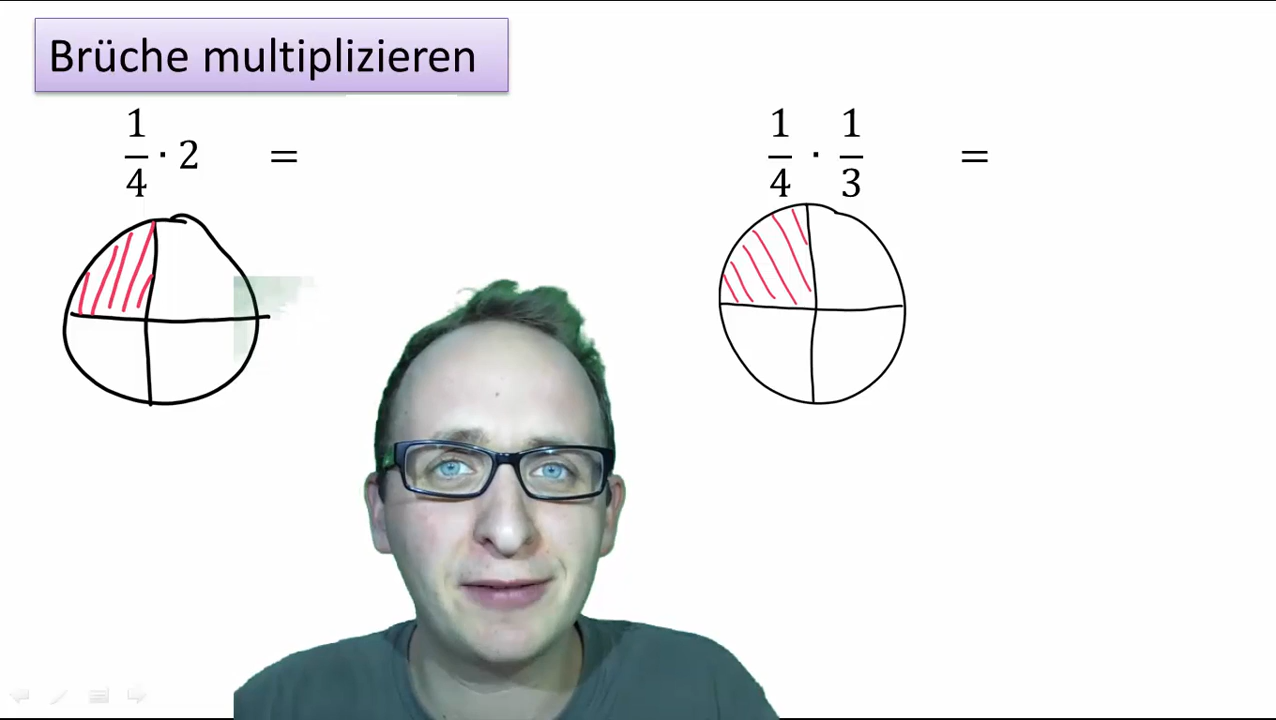 Brüche multiplizieren
1/4 · 2 =
1/4 · 1/3 =